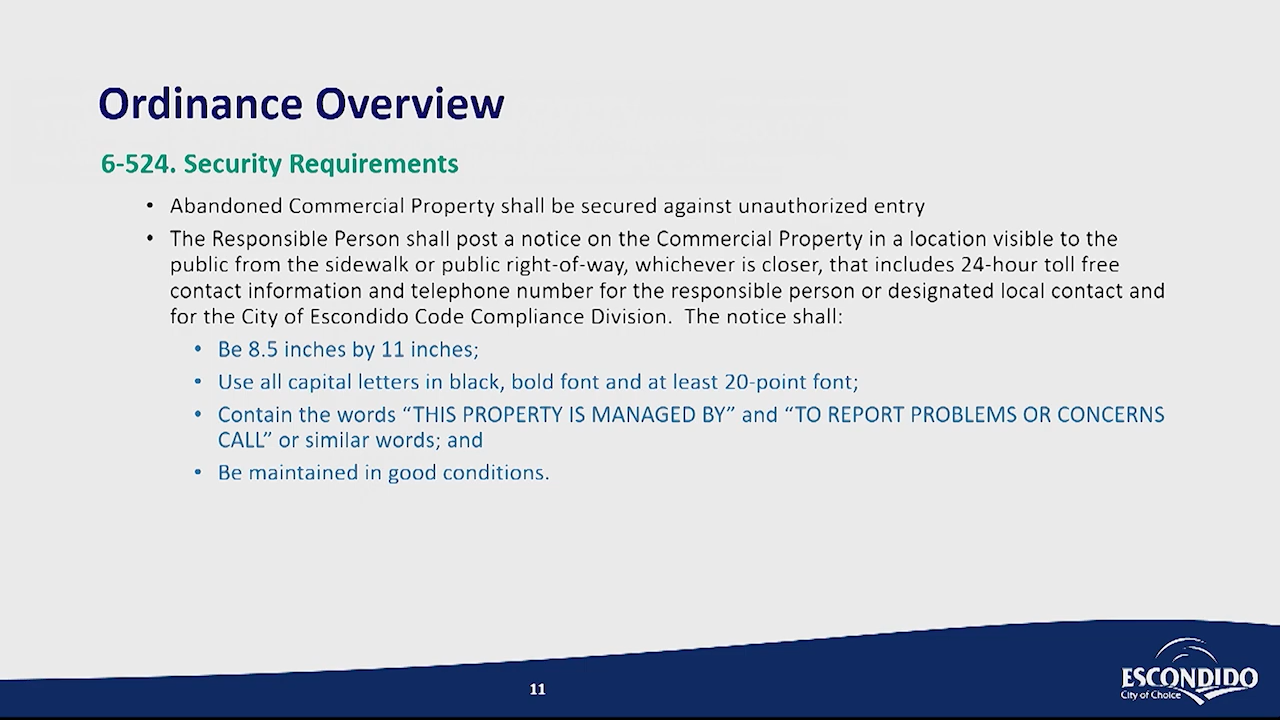 Ordinance Overview
6-524. Security Requirements
• Abandoned Commercial Property shall be secured against unauthorized entry
• The Responsible Person shall post a notice on the Commercial Property in a location visible to the
public from the sidewalk or public right-of-way, whichever is closer, that includes 24-hour toll free
contact information and telephone number for the responsible person or designated local contact and
for the City of Escondido Code Compliance Division.  The notice shall:
• Be 8.5 inches by 11 inches;
• Use all capital letters in black, bold font and at least 20-point font;
• Contain the words “THIS PROPERTY IS MANAGED BY” and “TO REPORT PROBLEMS OR CONCERNS
CALL” or similar words; and
• Be maintained in good conditions.
11
ESCONDIDO
City of Choice